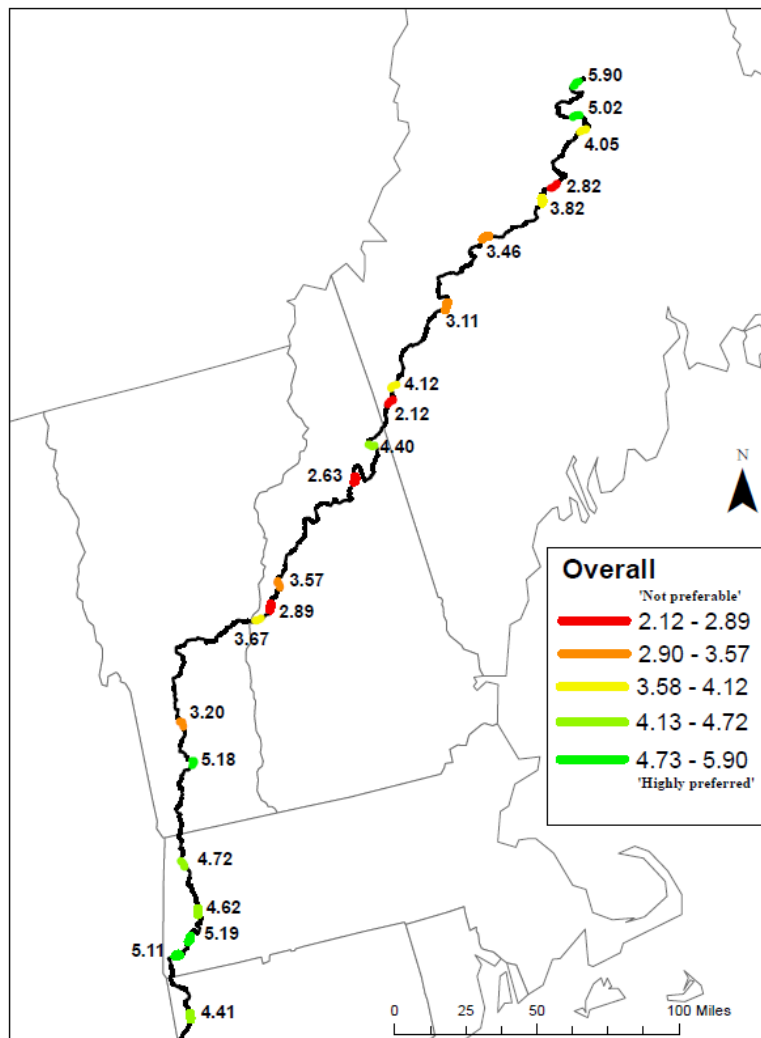 5.90
5.02
4.05
2.82
3.82
3.46
3.11
4.12
2.12
4.40
2.63
3.57
2.89
3.67
3.20
5.18
4.72
4.62
5.19
5.11
4.41
N
Overall
'Not preferable'
2.12 - 2.89
2.90 - 3.57
3.58 - 4.12
4.13 - 4.72
4.73 - 5.90
'Highly preferred'
0 25 50 100 Miles